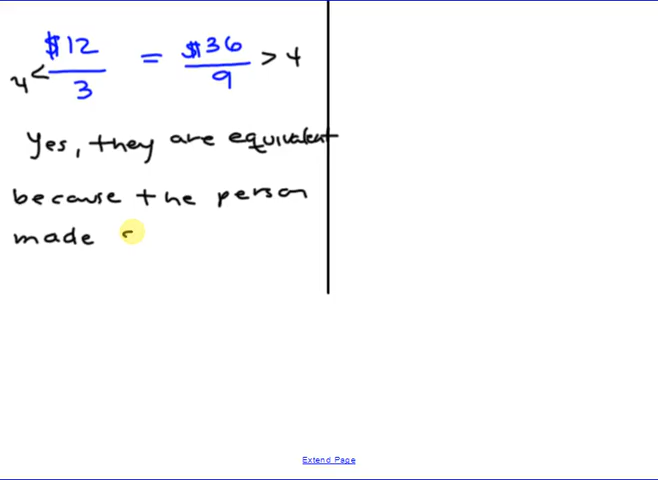 $12 = $36 > 4
4 < 3 9
Yes, they are equivalent
because the person
made
Extend Page